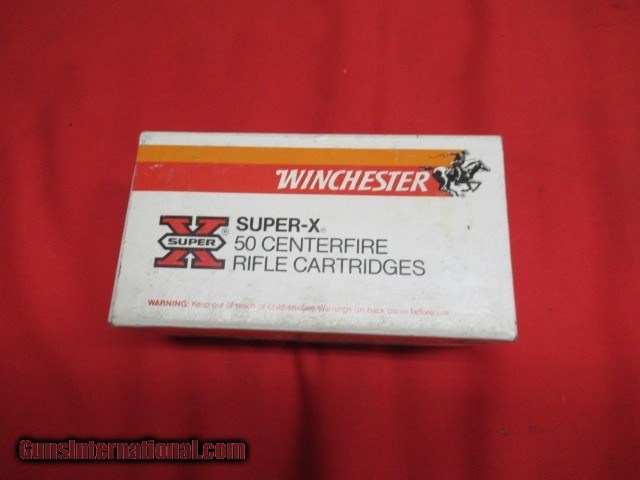 WINCHESTER
X SUPER ®
SUPER-X®
50 CENTERFIRE
RIFLE CARTRIDGES
WARNING: Keep out of reach of children. See Warnings on back panel before use.
GunsInternational.com